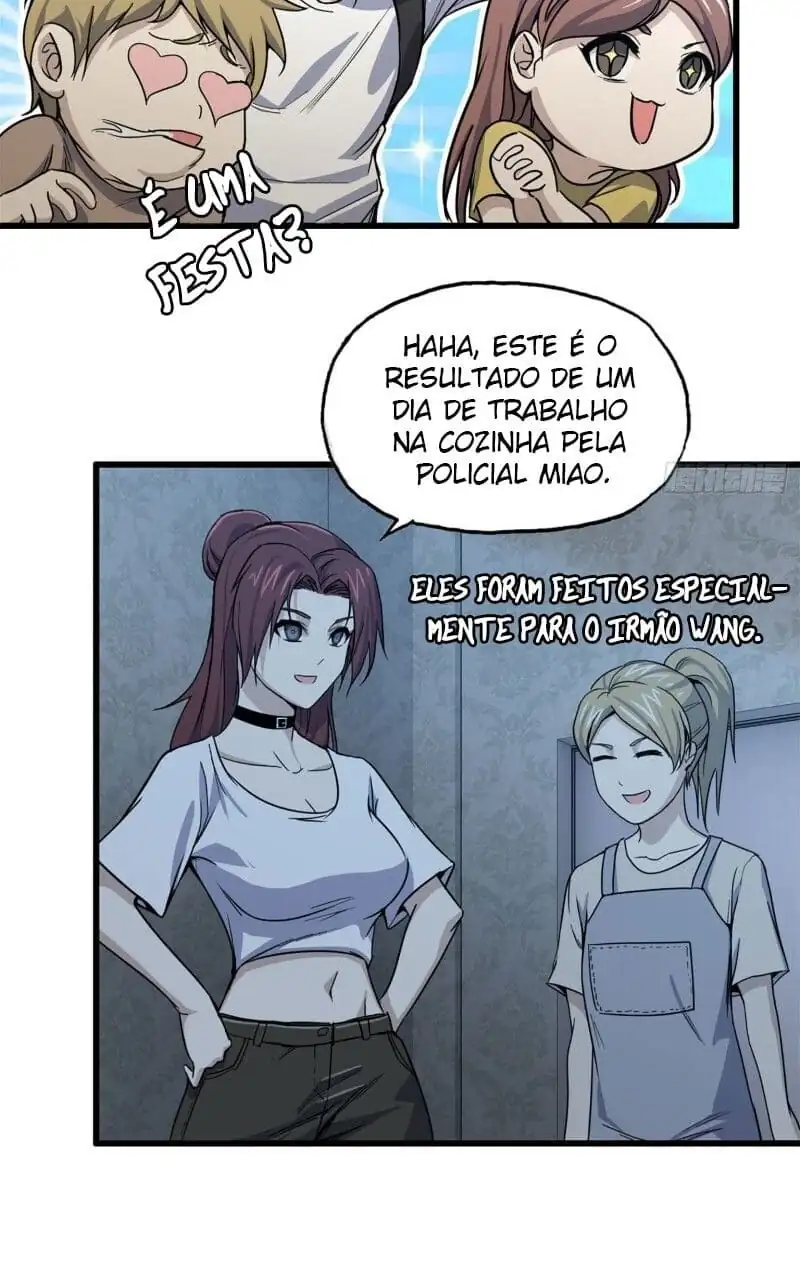 É UMA
FESTA?
HAHA, ESTE É O
RESULTADO DE UM
DIA DE TRABALHO
NA COZINHA PELA
POLICIAL MIAO.
ELES FORAM FEITOS ESPECIAL-
MENTE PARA O IRMÃO WANG.